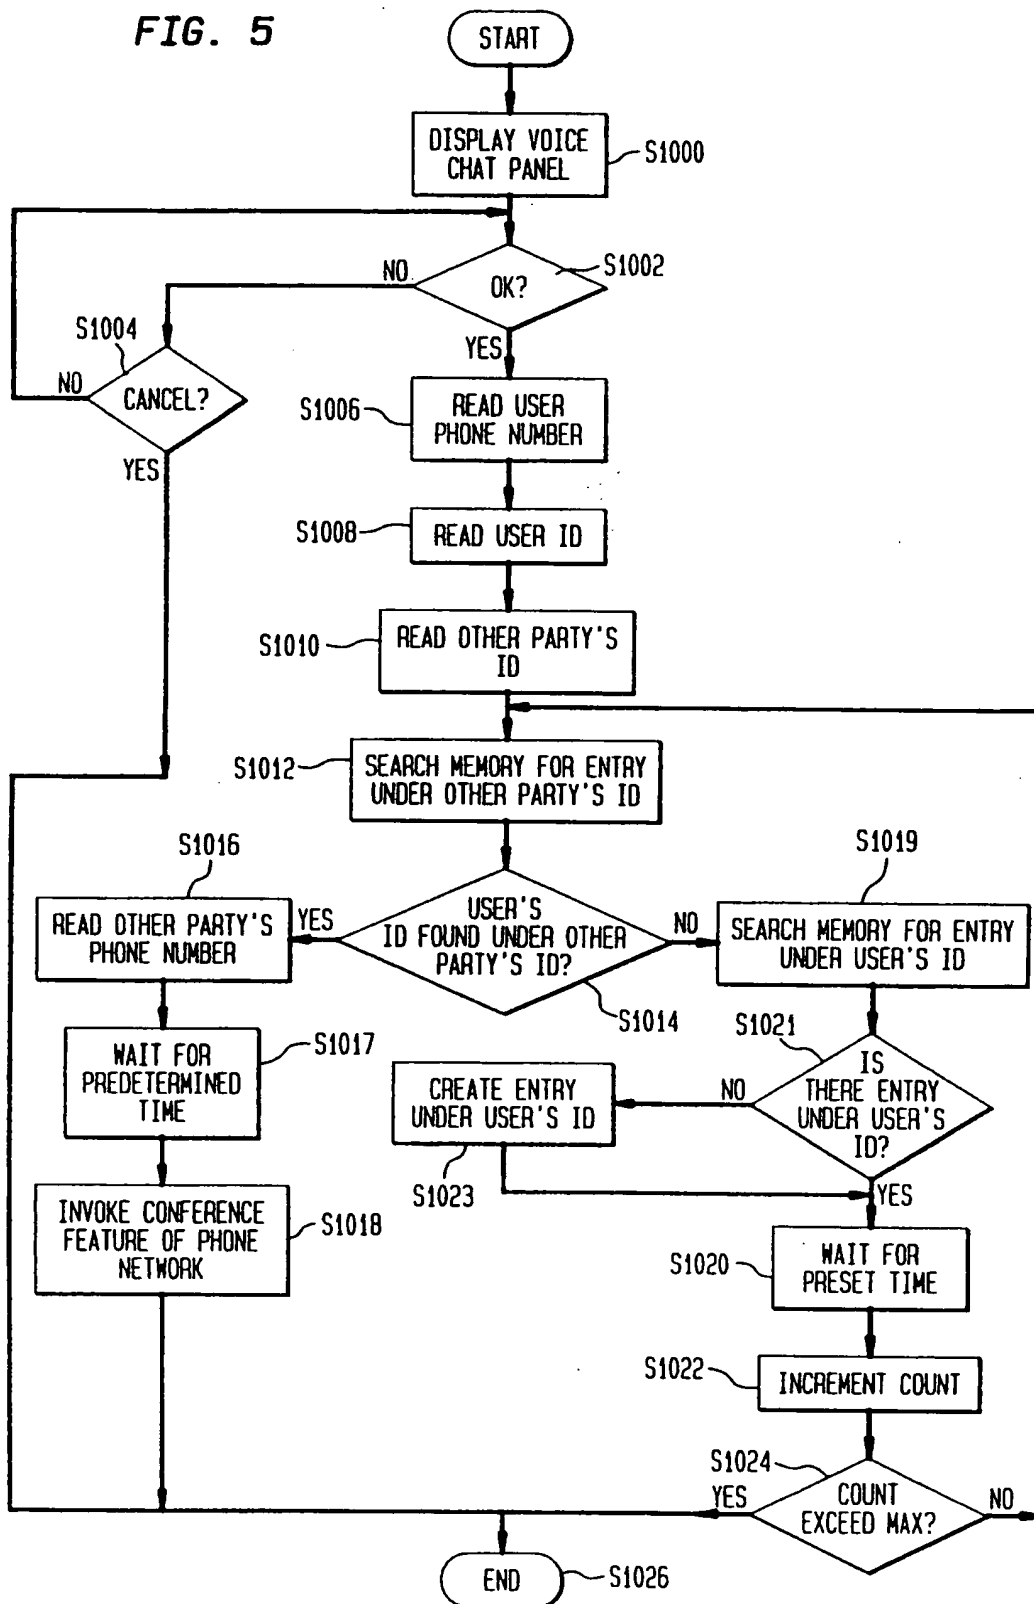 FIG. 5
START
DISPLAY VOICE
CHAT PANEL
S1000
OK?
S1002
NO
YES
S1004
CANCEL?
NO
YES
S1006
READ USER
PHONE NUMBER
S1008
READ USER ID
S1010
READ OTHER PARTY'S
ID
S1012
SEARCH MEMORY FOR ENTRY
UNDER OTHER PARTY'S ID
USER'S
ID FOUND UNDER OTHER
PARTY'S ID?
S1014
YES
NO
S1016
READ OTHER PARTY'S
PHONE NUMBER
WAIT FOR
PREDETERMINED
TIME
S1017
INVOKE CONFERENCE
FEATURE OF PHONE
NETWORK
S1018
S1019
SEARCH MEMORY FOR ENTRY
UNDER USER'S ID
S1021
IS
THERE ENTRY
UNDER USER'S
ID?
NO
YES
CREATE ENTRY
UNDER USER'S ID
S1023
S1020
WAIT FOR
PRESET TIME
S1022
INCREMENT COUNT
S1024
COUNT
EXCEED MAX?
YES
NO
END
S1026